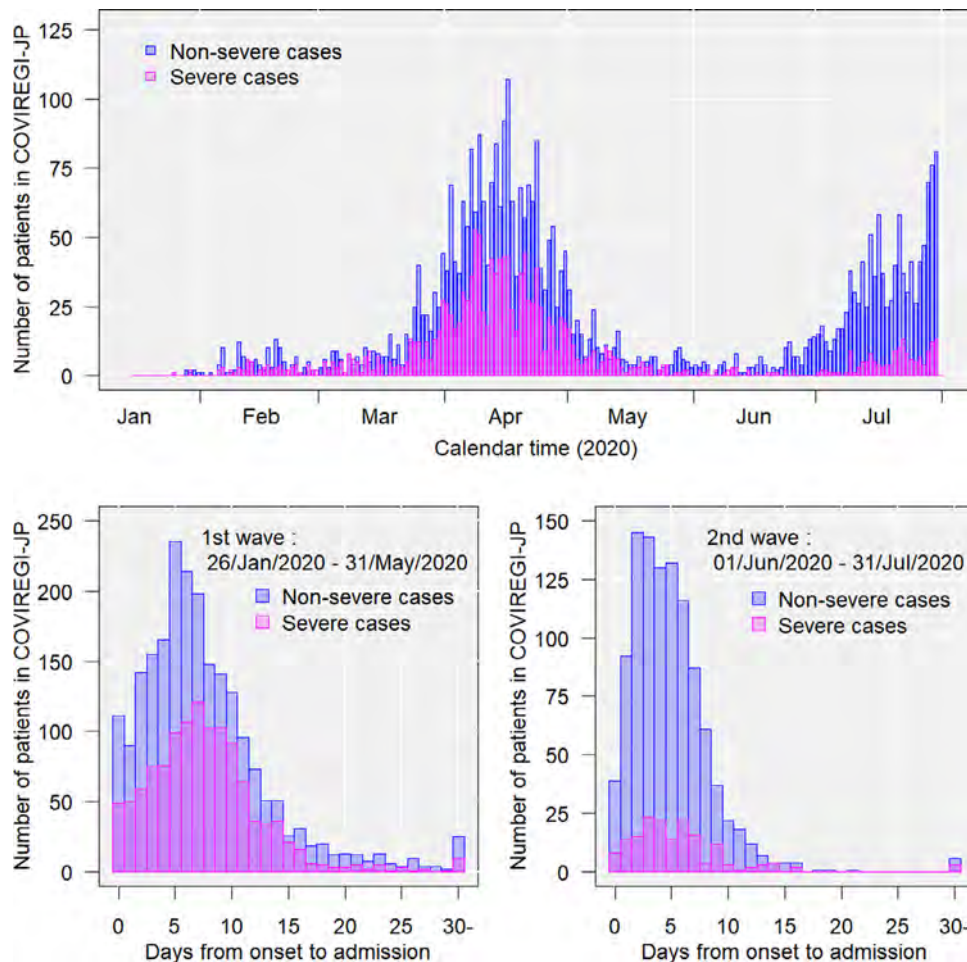 Number of patients in COVIREGI-JP
125
100
75
50
25
0
Non-severe cases
Severe cases
Jan Feb Mar Apr May Jun Jul
Calendar time (2020)
Number of patients in COVIREGI-JP
250
200
150
100
50
0
1st wave :
26/Jan/2020 - 31/May/2020
Non-severe cases
Severe cases
0 5 10 15 20 25 30-
Days from onset to admission
Number of patients in COVIREGI-JP
150
125
100
75
50
25
0
2nd wave :
01/Jun/2020 - 31/Jul/2020
Non-severe cases
Severe cases
0 5 10 15 20 25 30-
Days from onset to admission